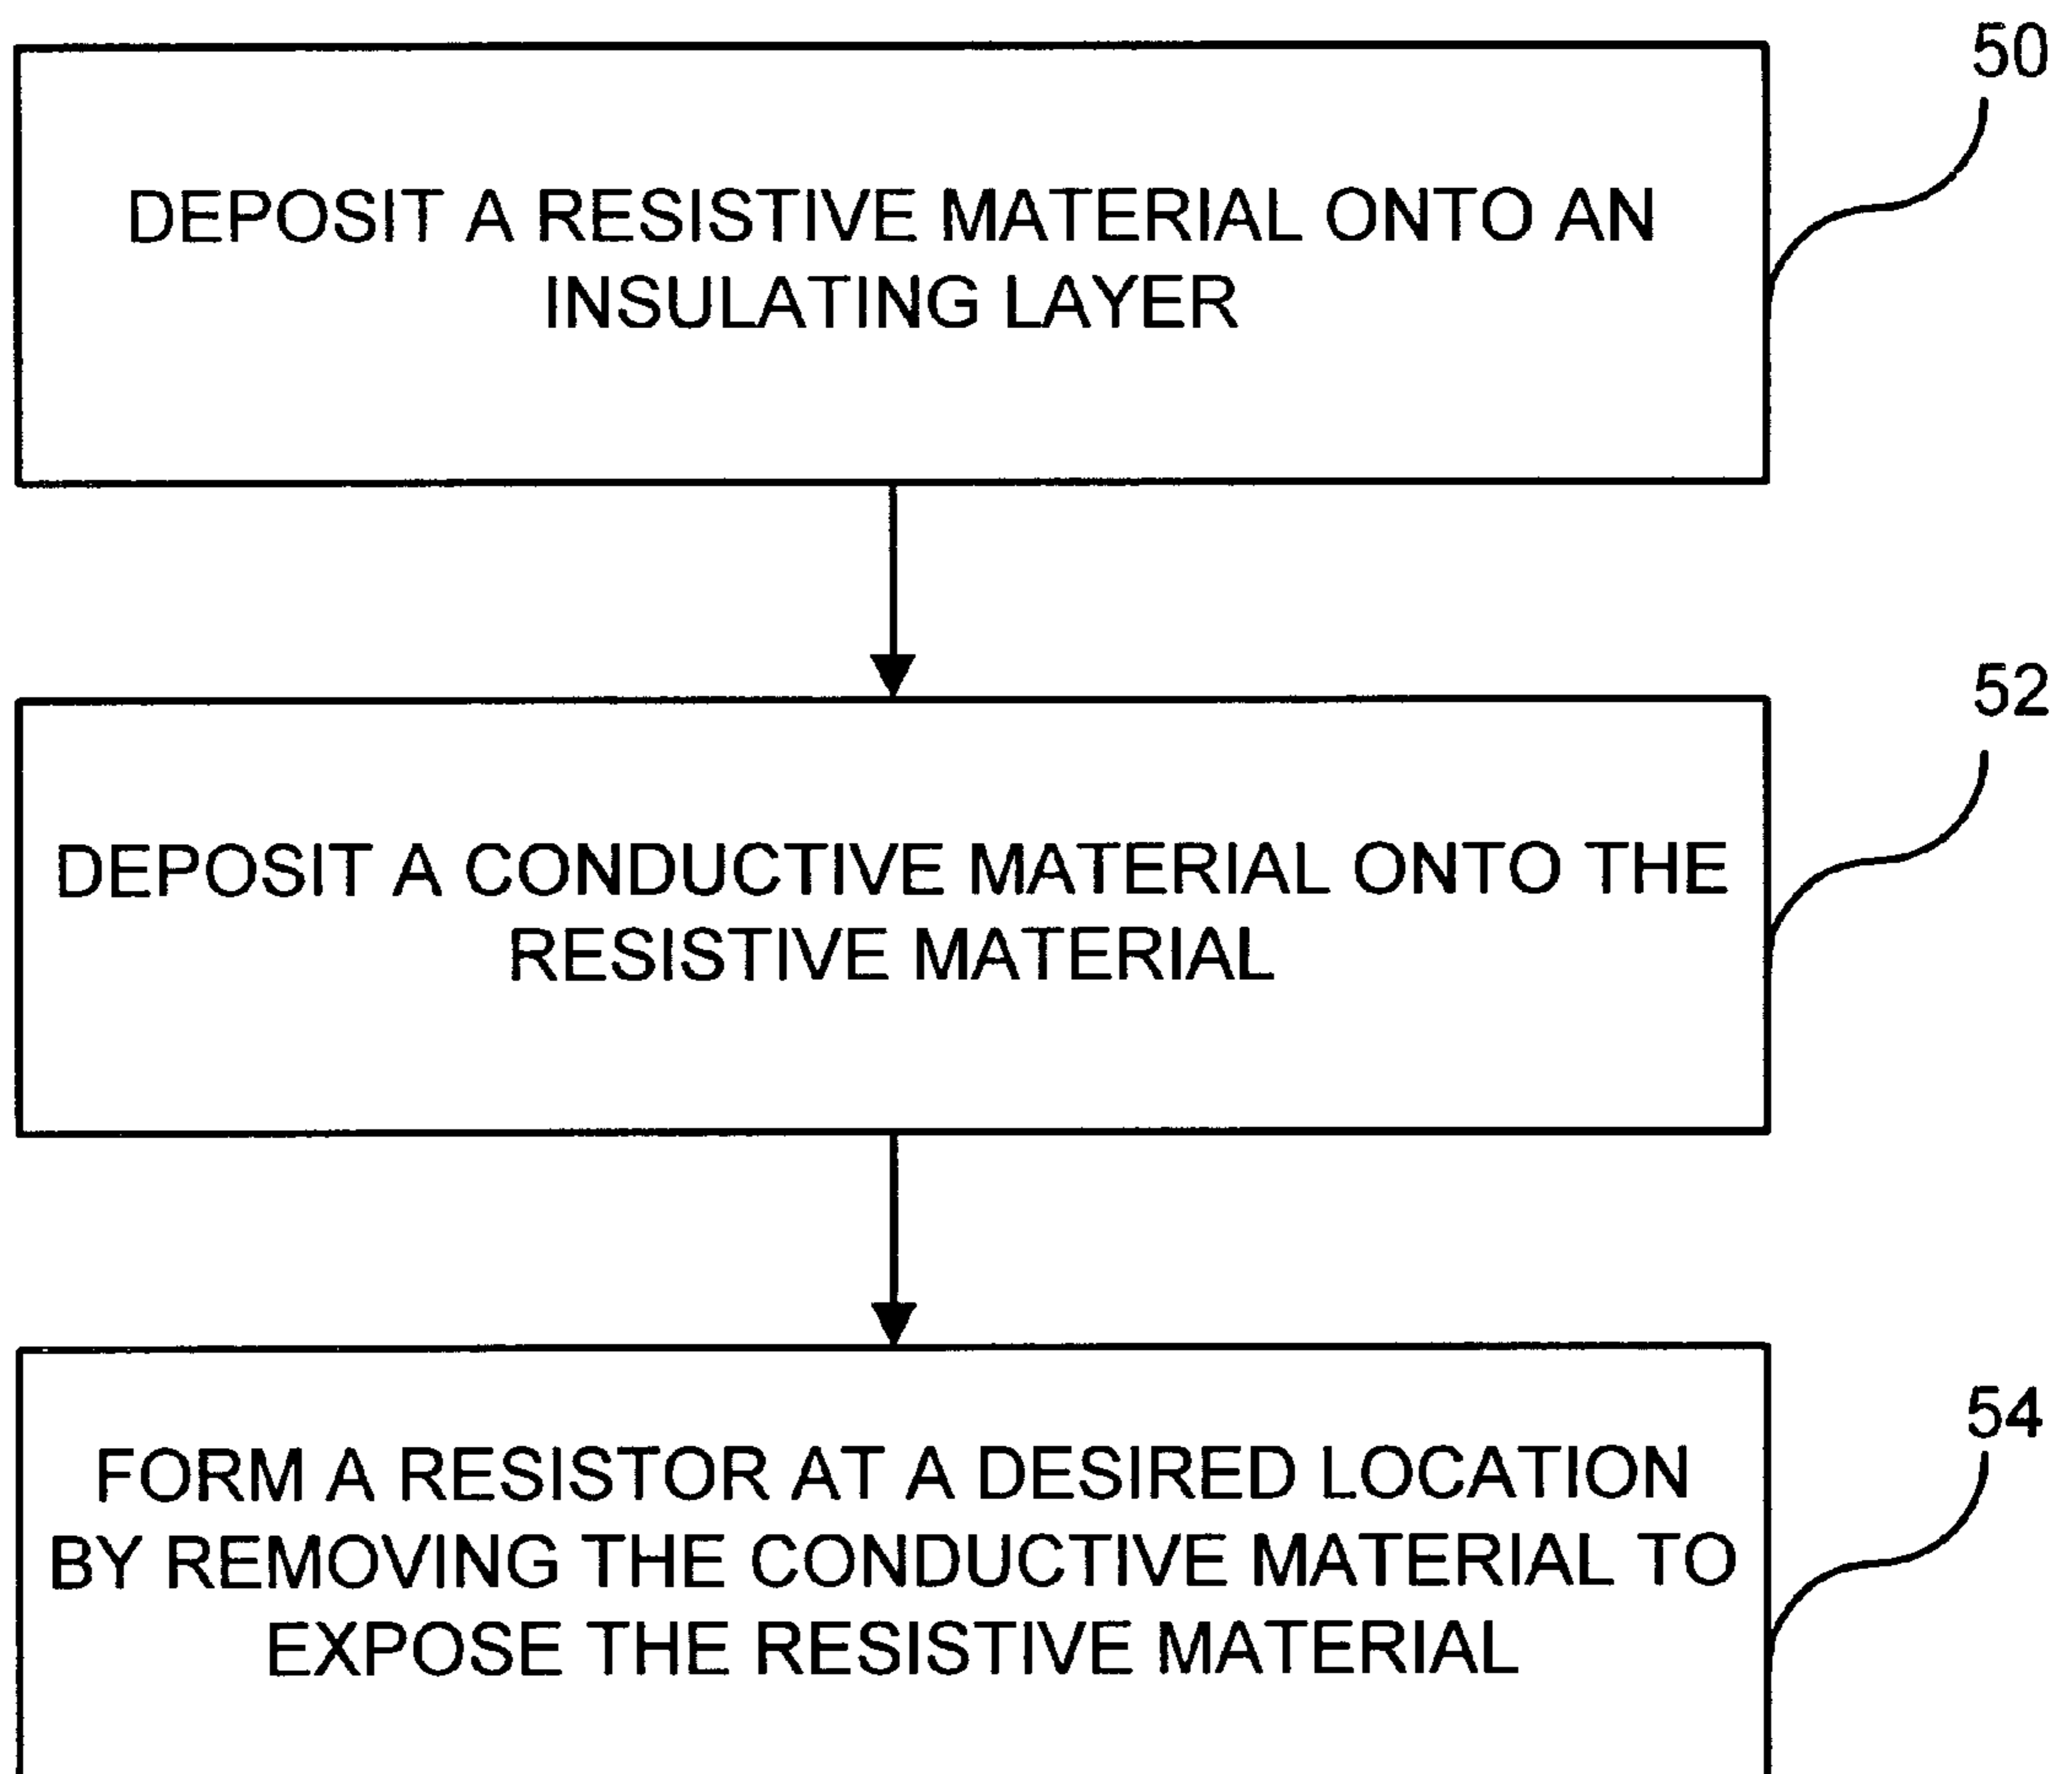 50
DEPOSIT A RESISTIVE MATERIAL ONTO AN
INSULATING LAYER
52
DEPOSIT A CONDUCTIVE MATERIAL ONTO THE
RESISTIVE MATERIAL
54
FORM A RESISTOR AT A DESIRED LOCATION
BY REMOVING THE CONDUCTIVE MATERIAL TO
EXPOSE THE RESISTIVE MATERIAL